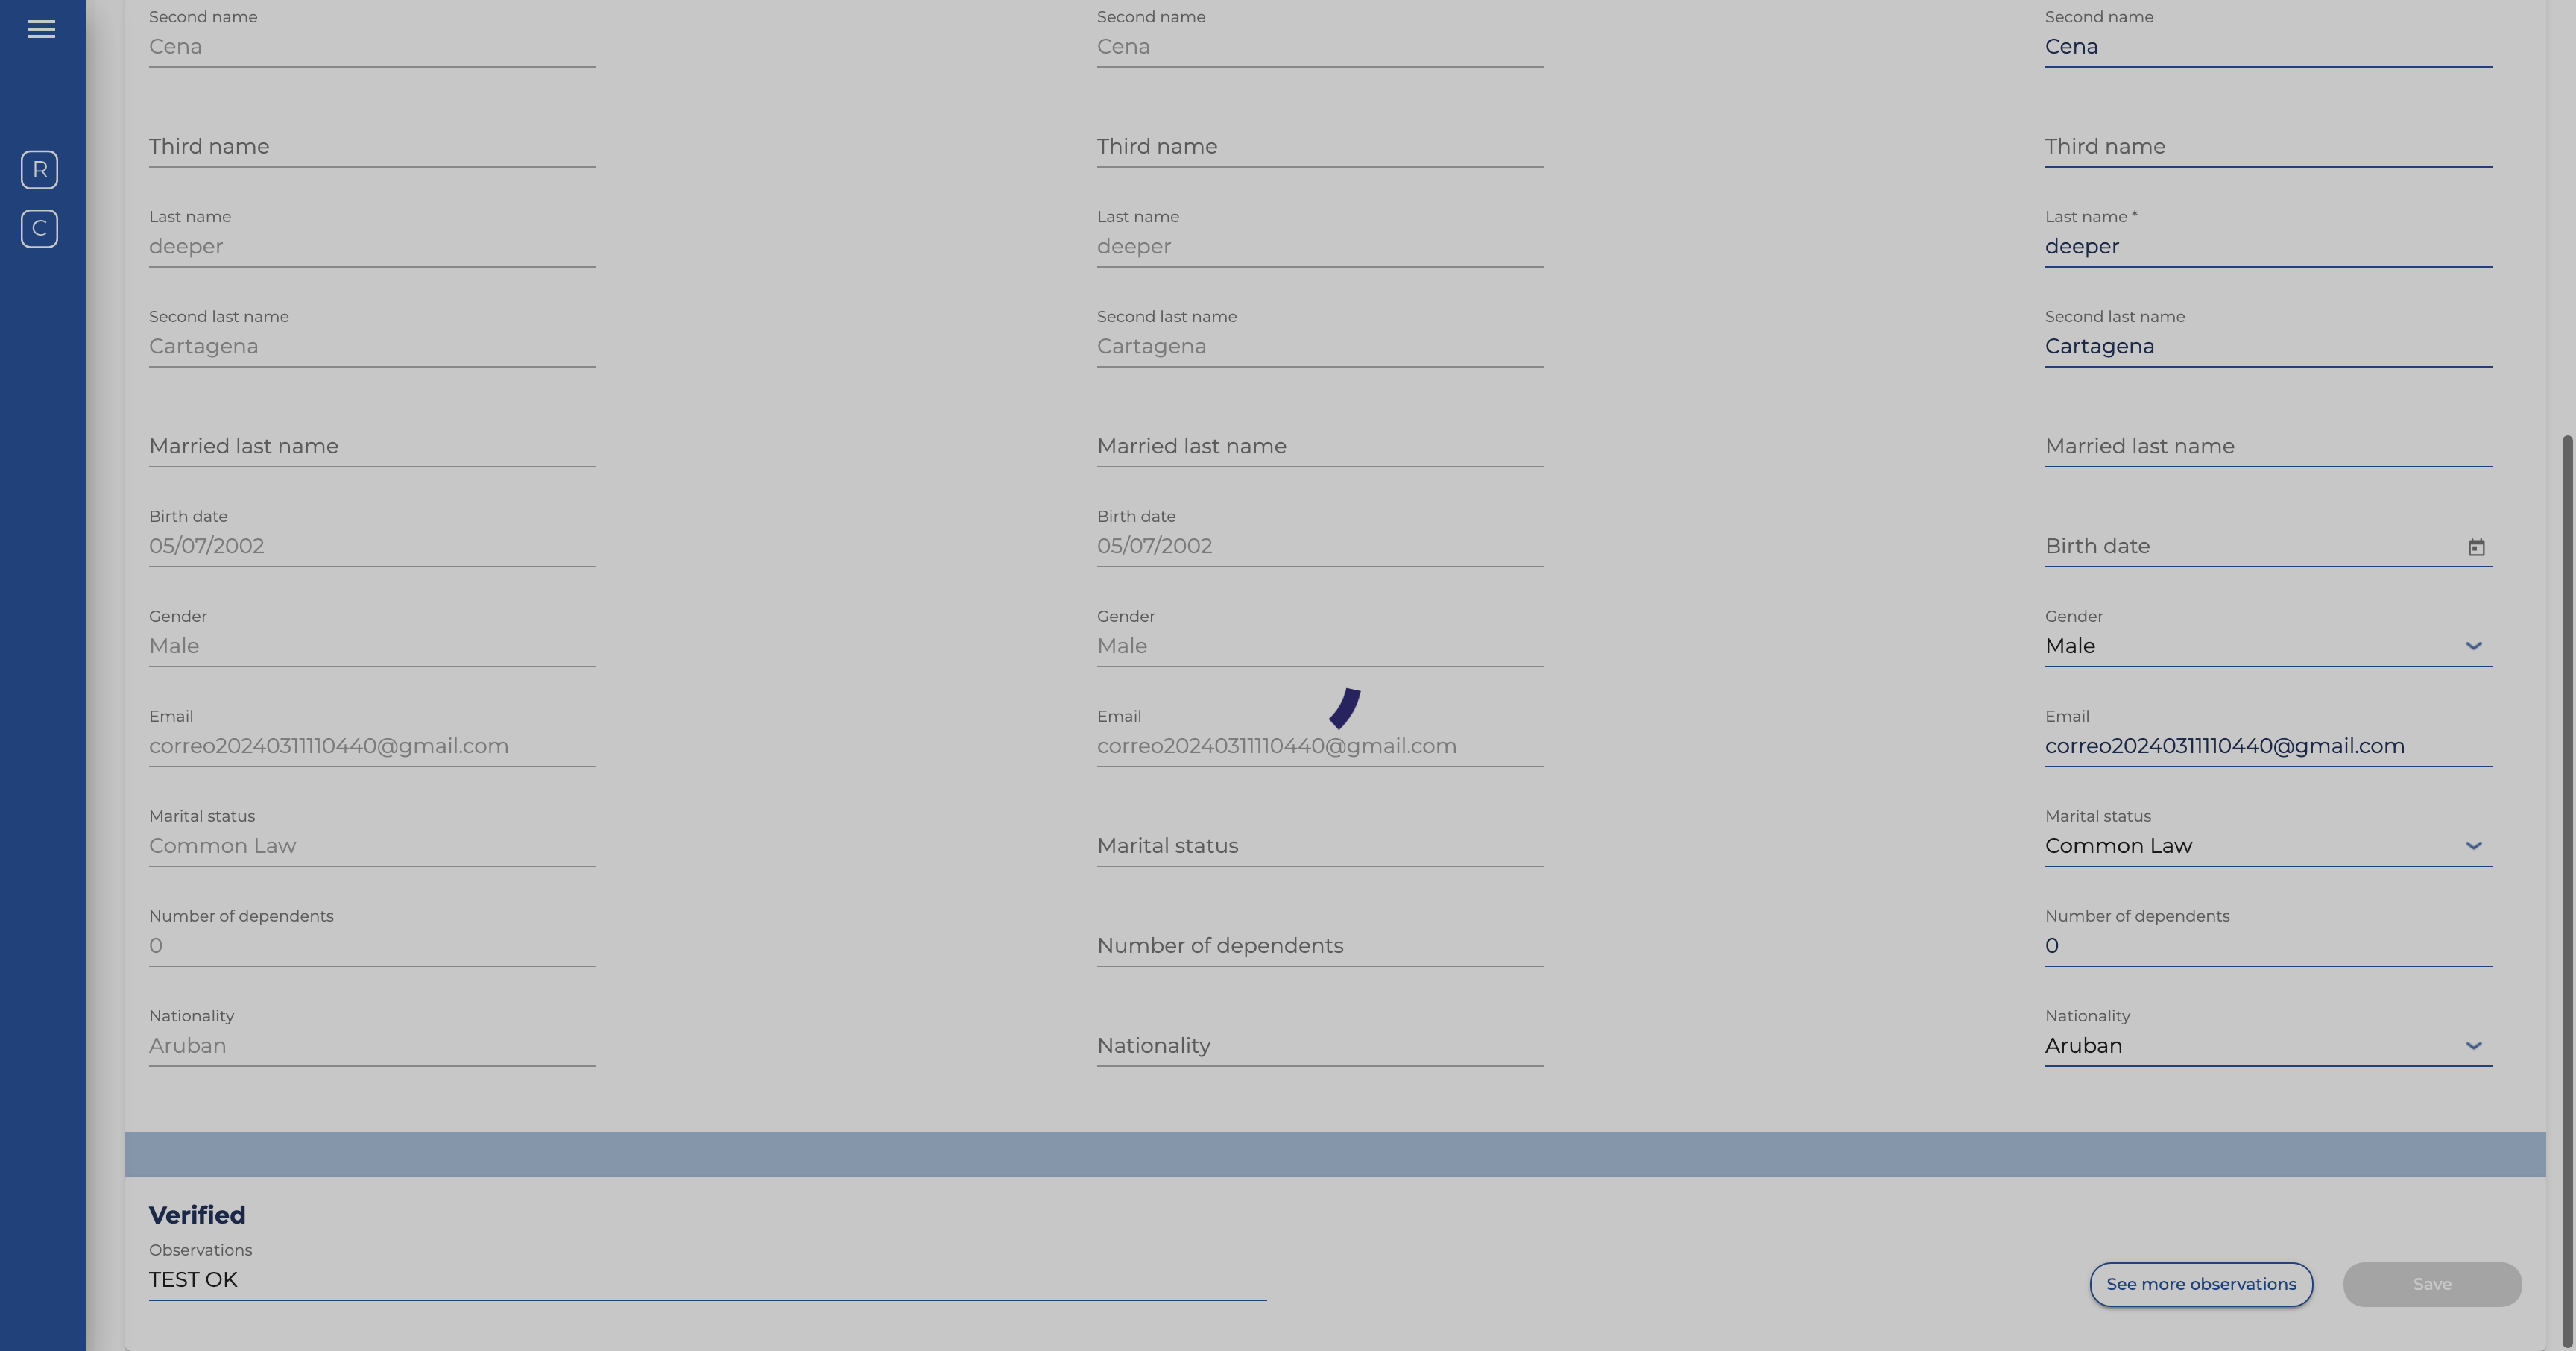 R
C
Second name
Cena
Third name
Last name
deeper
Second last name
Cartagena
Married last name
Birth date
05/07/2002
Gender
Male
Email
correo20240311110440@gmail.com
Marital status
Common Law
Number of dependents
0
Nationality
Aruban
Second name
Cena
Third name
Last name
deeper
Second last name
Cartagena
Married last name
Birth date
05/07/2002
Gender
Male
Email
correo20240311110440@gmail.com
Marital status
Number of dependents
Nationality
Second name
Cena
Third name
Last name *
deeper
Second last name
Cartagena
Married last name
Birth date
Gender
Male
Email
correo20240311110440@gmail.com
Marital status
Common Law
Number of dependents
0
Nationality
Aruban
Verified
Observations
TEST OK
See more observations
Save